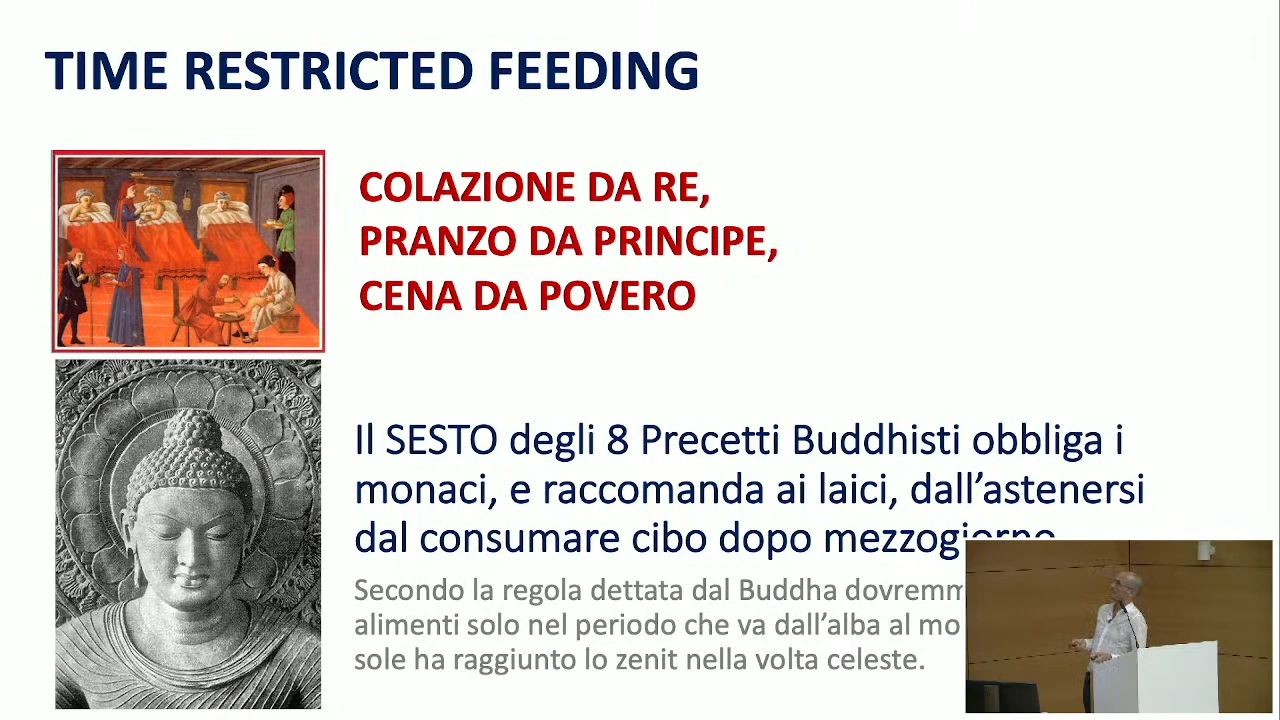 TIME RESTRICTED FEEDING
COLAZIONE DA RE,
PRANZO DA PRINCIPE,
CENA DA POVERO
Il SESTO degli 8 Precetti Buddhisti obbliga i
monaci, e raccomanda ai laici, dall’astenersi
dal consumare cibo dopo mezzogiorno
Secondo la regola dettata dal Buddha
alimenti solo nel periodo che va dall’alba al
sole ha raggiunto lo zenit nella volta celeste.